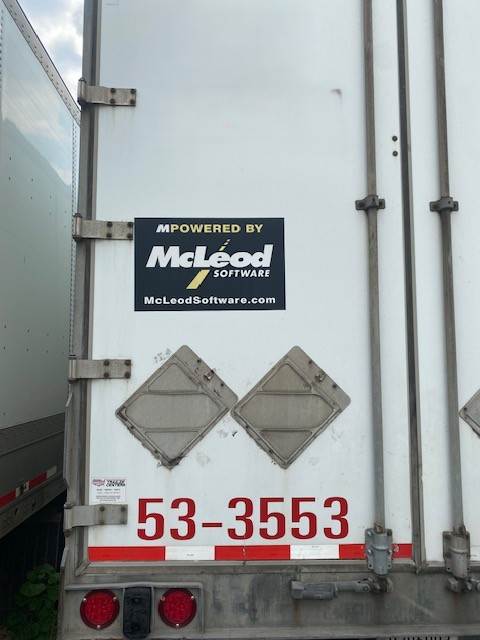 MPOWERED BY
McLeod
SOFTWARE
McLeodSoftware.com
53-3553